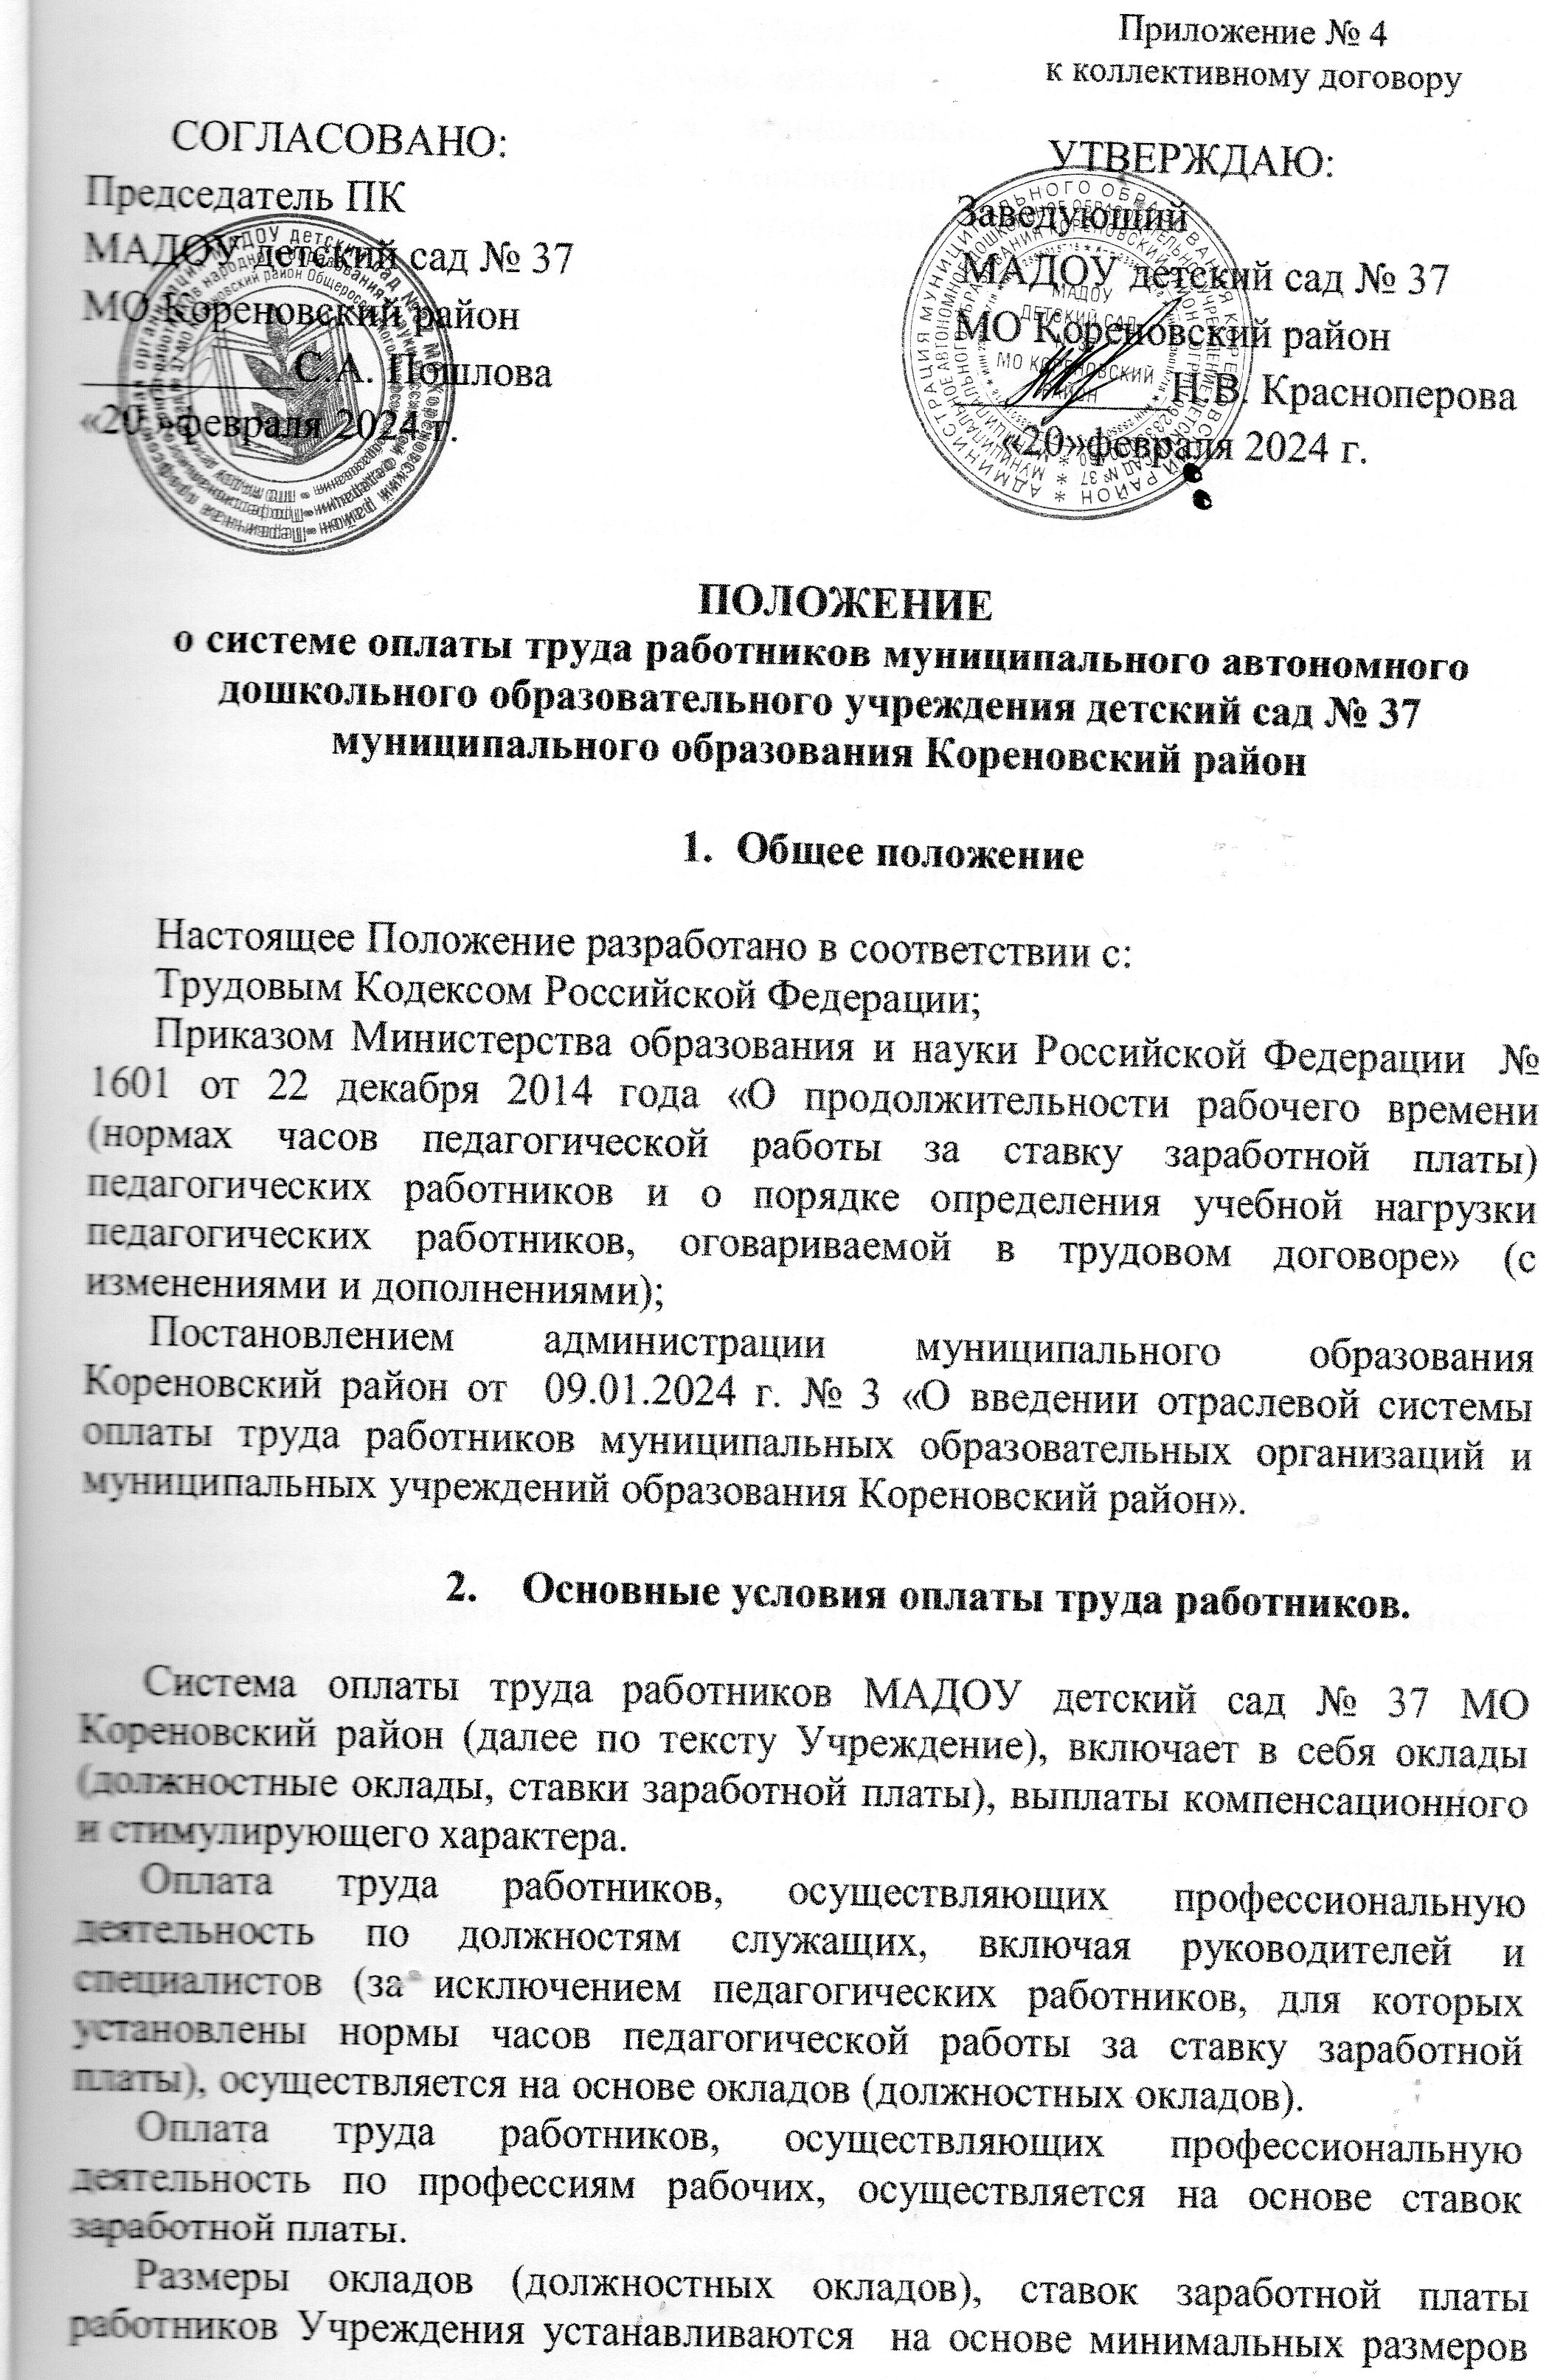 Приложение № 4
к коллективному договору
СОГЛАСОВАНО:
Председатель ПК
МАДОУ детский сад № 37
МО Кореновский район
С.А. Пошлова
«20 »февраля 2024 г.
УТВЕРЖДАЮ:
Заведующий
МАДОУ детский сад № 37
МО Кореновский район
Н.В. Красноперова
«20»февраля 2024 г.
МАДОУ
ДЕТСКИЙ САД
МО КОРЕНОВСКИЙ
РАЙОН
ПОЛОЖЕНИЕ
о системе оплаты труда работников муниципального автономного
дошкольного образовательного учреждения детский сад № 37
муниципального образования Кореновский район
1. Общее положение
Настоящее Положение разработано в соответствии с:
Трудовым Кодексом Российской Федерации;
Приказом Министерства образования и науки Российской Федерации №
1601 от 22 декабря 2014 года «О продолжительности рабочего времени
(нормах часов педагогической работы за ставку заработной платы)
педагогических работников и о порядке определения учебной нагрузки
педагогических работников, оговариваемой в трудовом договоре» (с
изменениями и дополнениями);
Постановлением администрации муниципального образования
Кореновский район от 09.01.2024 г. № 3 «О введении отраслевой системы
оплаты труда работников муниципальных образовательных организаций и
муниципальных учреждений образования Кореновский район».
2. Основные условия оплаты труда работников.
Система оплаты труда работников МАДОУ детский сад № 37 МО
Кореновский район (далее по тексту Учреждение), включает в себя оклады
(должностные оклады, ставки заработной платы), выплаты компенсационного
и стимулирующего характера.
Оплата труда работников, осуществляющих профессиональную
деятельность по должностям служащих, включая руководителей и
специалистов (за исключением педагогических работников, для которых
установлены нормы часов педагогической работы за ставку заработной
платы), осуществляется на основе окладов (должностных окладов).
Оплата труда работников, осуществляющих профессиональную
деятельность по профессиям рабочих, осуществляется на основе ставок
заработной платы.
Размеры окладов (должностных окладов), ставок заработной платы
работников Учреждения устанавливаются на основе минимальных размеров